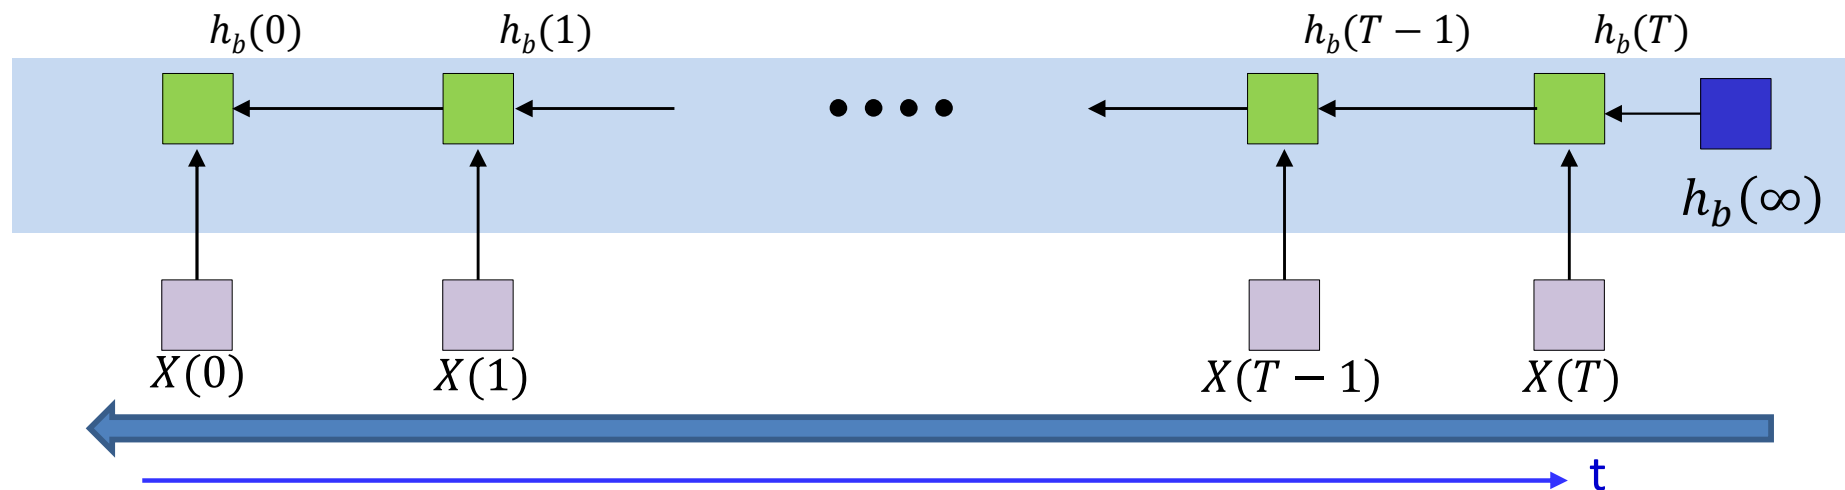 h_b(0) h_b(1) h_b(T − 1) h_b(T)
h_b(∞)
X(0) X(1) X(T − 1) X(T)
t